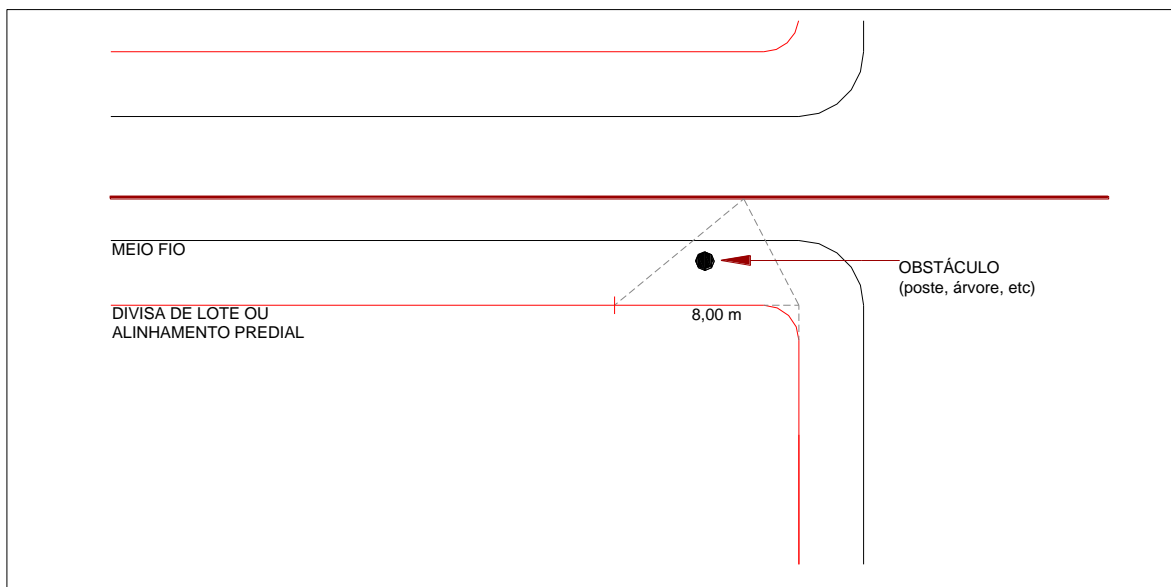 MEIO FIO
OBSTÁCULO
(poste, árvore, etc)
DIVISA DE LOTE OU
ALINHAMENTO PREDIAL
8,00 m